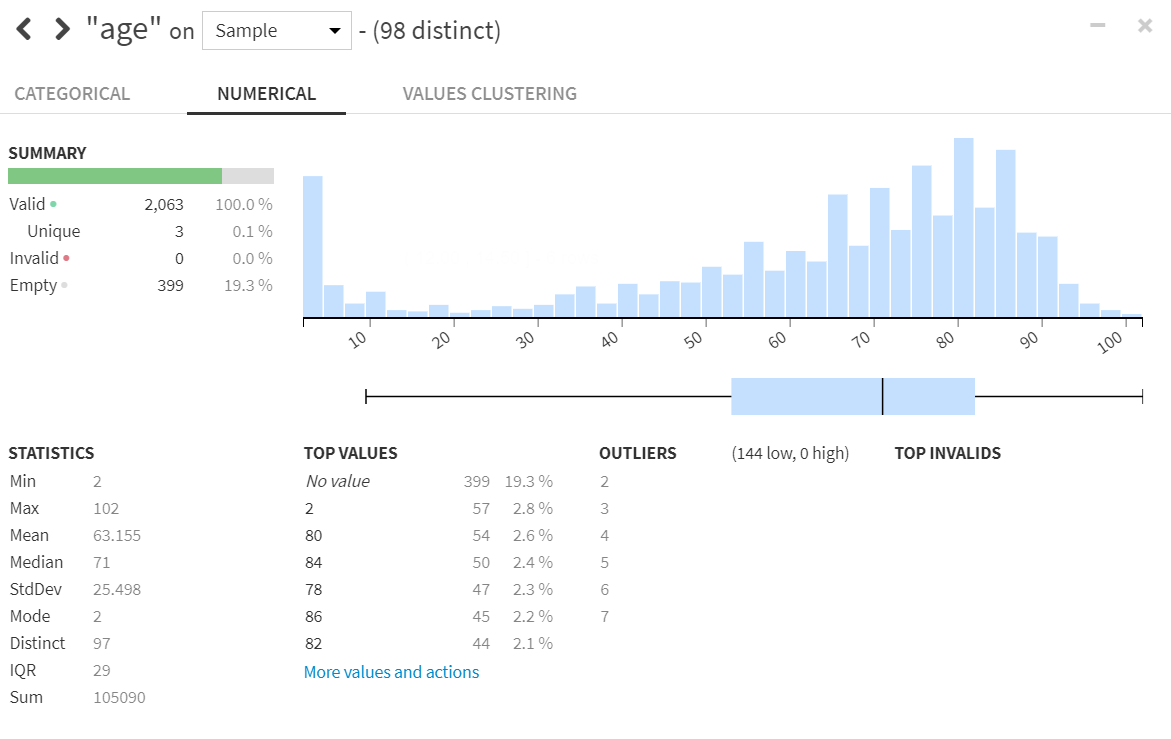 "age" on Sample - (98 distinct)
CATEGORICAL NUMERICAL VALUES CLUSTERING
SUMMARY
Valid 2,063 100.0 %
Unique 3 0.1 %
Invalid 0 0.0 %
Empty 399 19.3 %
10 20 30 40 50 60 70 80 90 100
STATISTICS
Min 2
Max 102
Mean 63.155
Median 71
StdDev 25.498
Mode 2
Distinct 97
IQR 29
Sum 105090
TOP VALUES
No value 399 19.3 %
2 57 2.8 %
80 54 2.6 %
84 50 2.4 %
78 47 2.3 %
86 45 2.2 %
82 44 2.1 %
More values and actions
OUTLIERS (144 low, 0 high)
2
3
4
5
6
7
TOP INVALIDS